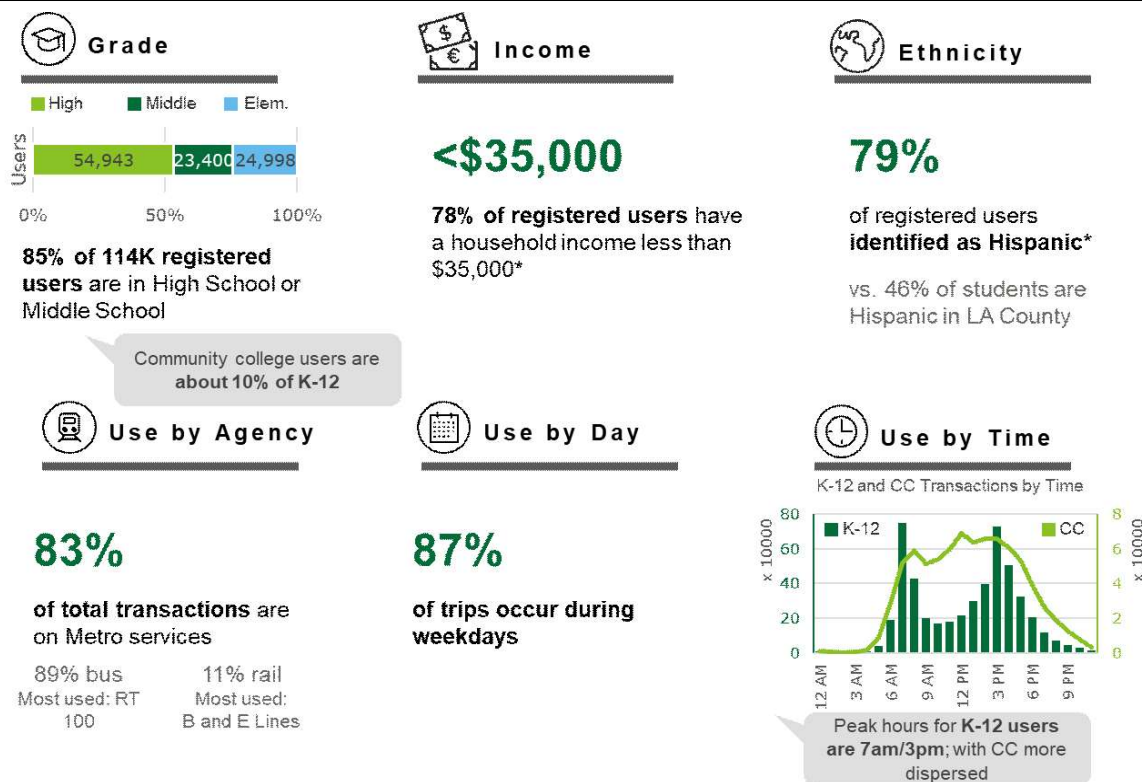 Grade
High Middle Elem.
Users
54,943 23,400 24,998
0% 50% 100%
85% of 114K registered
users are in High School or
Middle School
Community college users are
about 10% of K-12
$
€
Income
<$35,000
78% of registered users have
a household income less than
$35,000*
Ethnicity
79%
of registered users
identified as Hispanic*
vs. 46% of students are
Hispanic in LA County
Use by Agency
83%
of total transactions are
on Metro services
89% bus
Most used: RT
100
11% rail
Most used:
B and E Lines
Use by Day
87%
of trips occur during
weekdays
Use by Time
K-12 and CC Transactions by Time
K-12 CC
x 10000
80
60
40
20
0
8
6
4
2
0
x 10000
12 AM 3 AM 6 AM 9 AM 12 PM 3 PM 6 PM 9 PM
Peak hours for K-12 users
are 7am/3pm; with CC more
dispersed